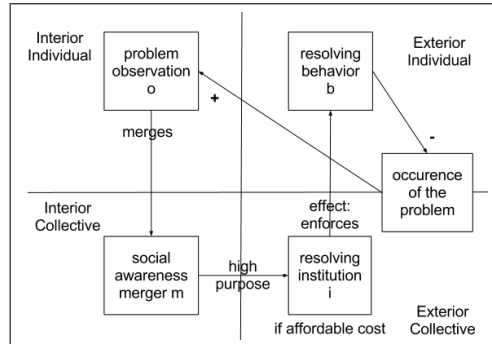 Interior
Individual
problem
observation
o
resolving
behavior
b
Exterior
Individual
+
merges
-
occurence
of the
problem
Interior
Collective
effect:
enforces
social
awareness
merger m
high
purpose
resolving
institution
i
if affordable cost
Exterior
Collective